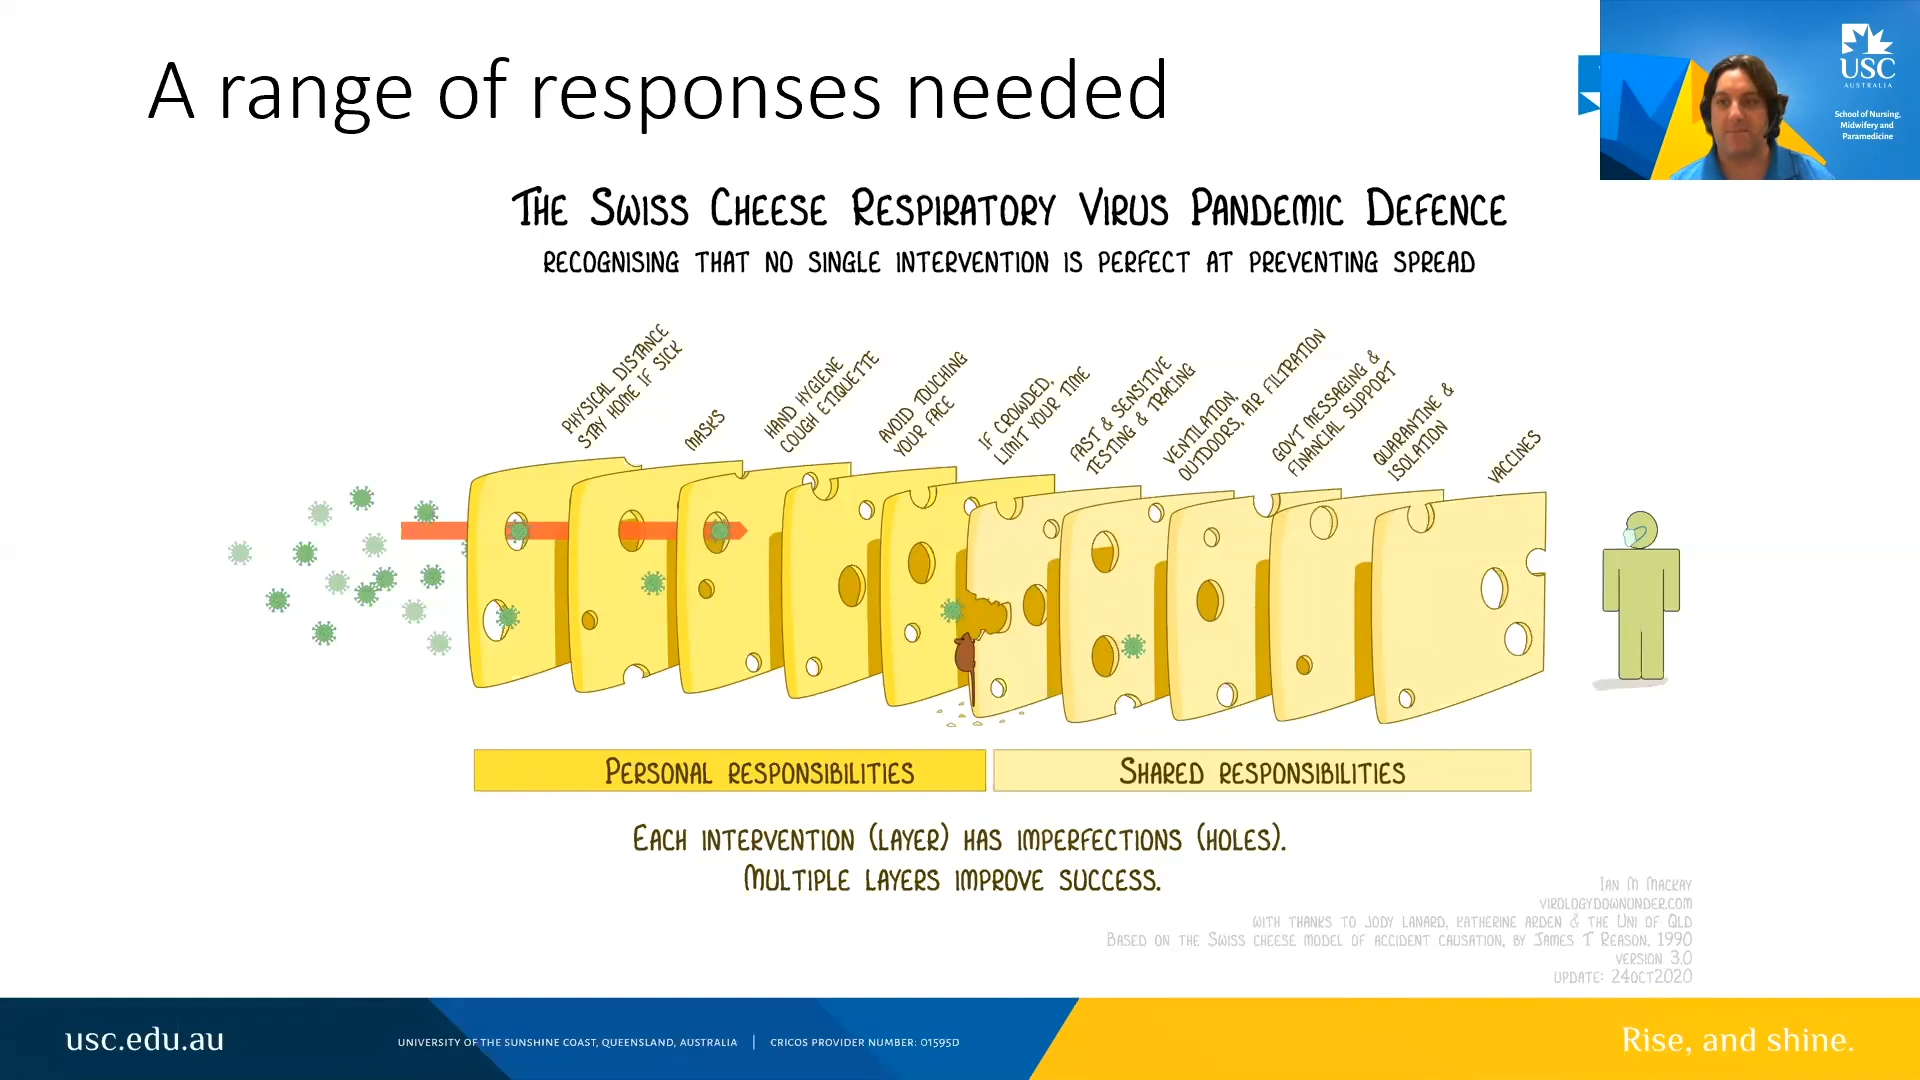 A range of responses needed
USC
AUSTRALIA
School of Nursing,
Midwifery and
Paramedicine
THE SWISS CHEESE RESPIRATORY VIRUS PANDEMIC DEFENCE
RECOGNISING THAT NO SINGLE INTERVENTION IS PERFECT AT PREVENTING SPREAD
PHYSICAL DISTANCE
STAY HOME IF SICK
MASKS
HAND HYGIENE
COUGH ETIQUETTE
AVOID TOUCHING
YOUR FACE
IF CROWDED,
LIMIT YOUR TIME
FAST & SENSITIVE
TESTING & TRACING
VENTILATION,
OUTDOORS, AIR FILTRATION
GOVT MESSAGING &
FINANCIAL SUPPORT
QUARANTINE &
ISOLATION
VACCINES
PERSONAL RESPONSIBILITIES
SHARED RESPONSIBILITIES
EACH INTERVENTION (LAYER) HAS IMPERFECTIONS (HOLES).
MULTIPLE LAYERS IMPROVE SUCCESS.
IAN M MACKAY
VIROLOGYDOWNUNDER.COM
WITH THANKS TO JODY LANARD, KATHERINE ARDEN & THE UNI OF QLD
BASED ON THE SWISS CHEESE MODEL OF ACCIDENT CAUSATION, BY JAMES T REASON, 1990
VERSION 3.0
UPDATE: 24OCT2020
usc.edu.au
UNIVERSITY OF THE SUNSHINE COAST, QUEENSLAND, AUSTRALIA | CRICOS PROVIDER NUMBER: 01595D
Rise, and shine.